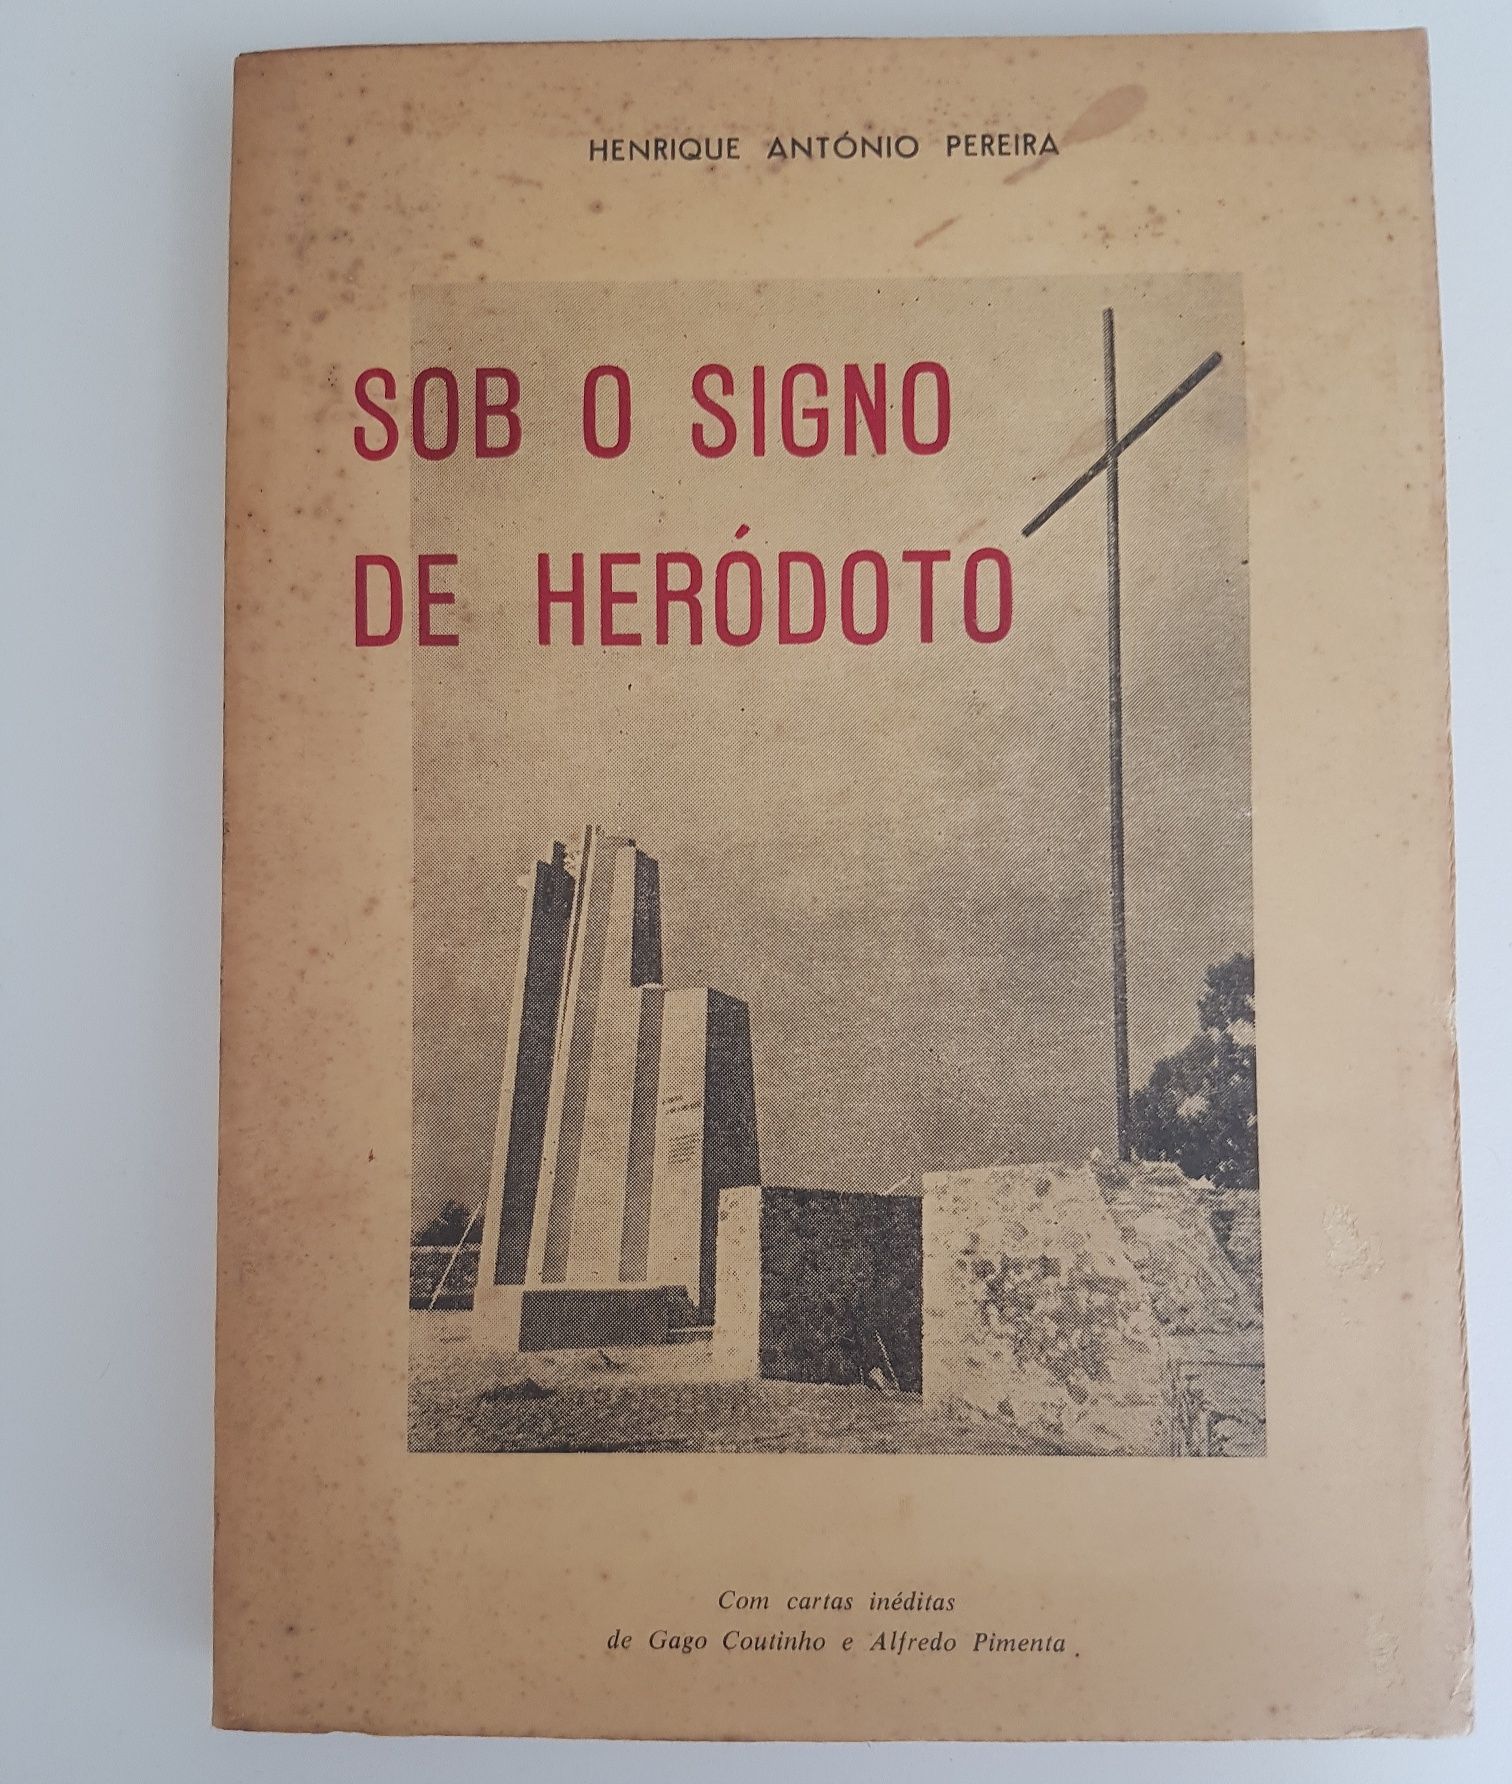 HENRIQUE ANTÓNIO PEREIRA
SOB O SIGNO
DE HERÓDOTO
Com cartas inéditas
de Gago Coutinho e Alfredo Pimenta